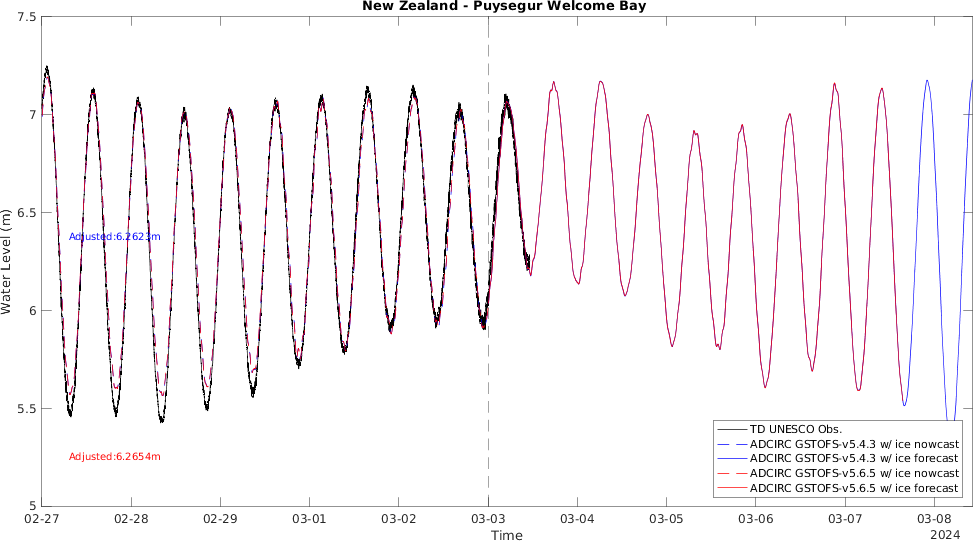 New Zealand - Puysegur Welcome Bay
7.5
7
6.5
6
5.5
5
Water Level (m)
Adjusted:6.2623m
Adjusted:6.2654m
TD UNESCO Obs.
ADCIRC GSTOFS-v5.4.3 w/ ice nowcast
ADCIRC GSTOFS-v5.4.3 w/ ice forecast
ADCIRC GSTOFS-v5.6.5 w/ ice nowcast
ADCIRC GSTOFS-v5.6.5 w/ ice forecast
02-27 02-28 02-29 03-01 03-02 03-03 03-04 03-05 03-06 03-07 03-08
Time
2024